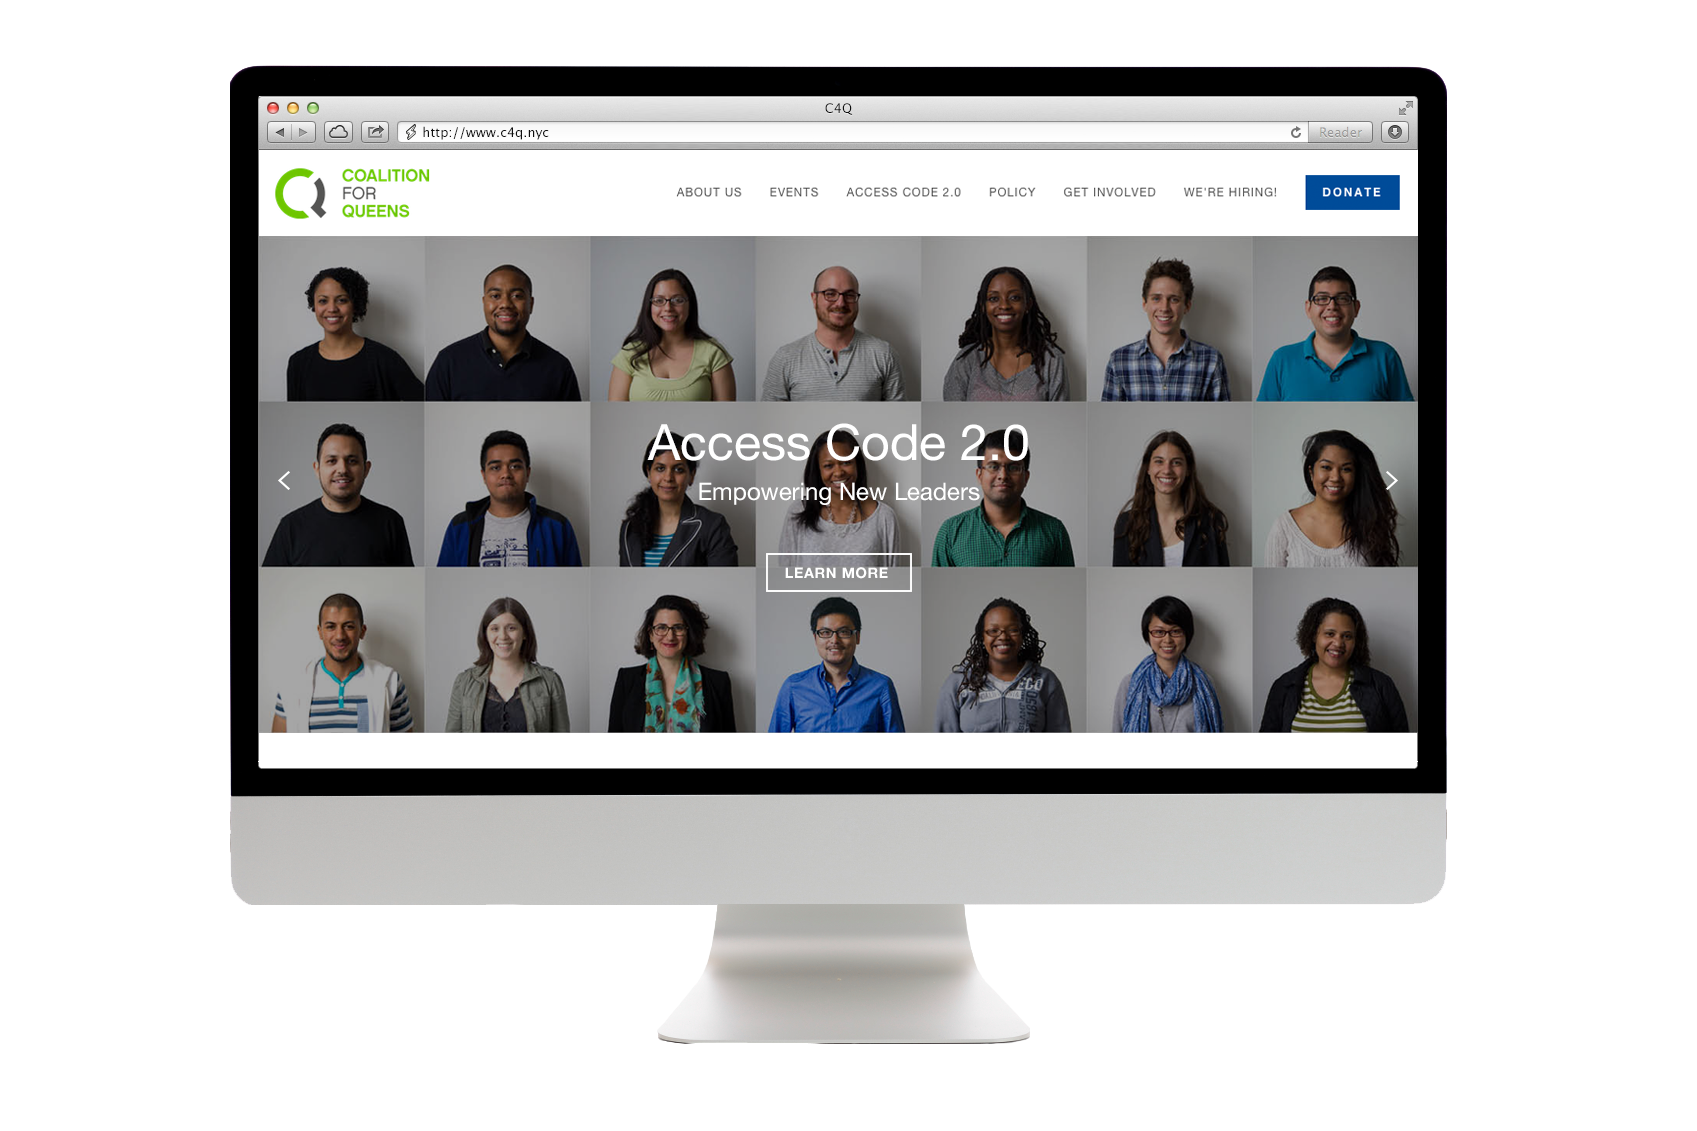 C4Q
http://www.c4q.nyc
Reader
COALITION
FOR
QUEENS
ABOUT US EVENTS ACCESS CODE 2.0 POLICY GET INVOLVED WE'RE HIRING! DONATE
Access Code 2.0
Empowering New Leaders
LEARN MORE